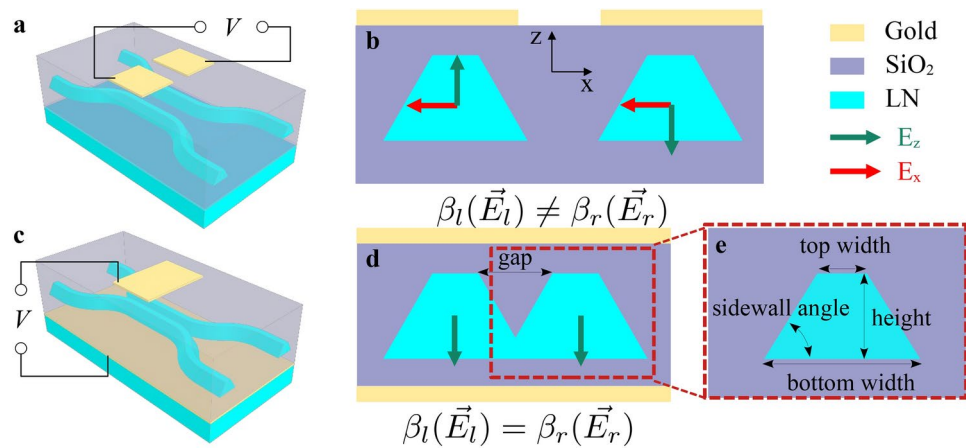 a
V
b
z
x
Gold
SiO₂
LN
E_z
E_x
β_l(E⃗_l) ≠ β_r(E⃗_r)
c
V
d
gap
e
top width
sidewall angle
height
bottom width
β_l(E⃗_l) = β_r(E⃗_r)